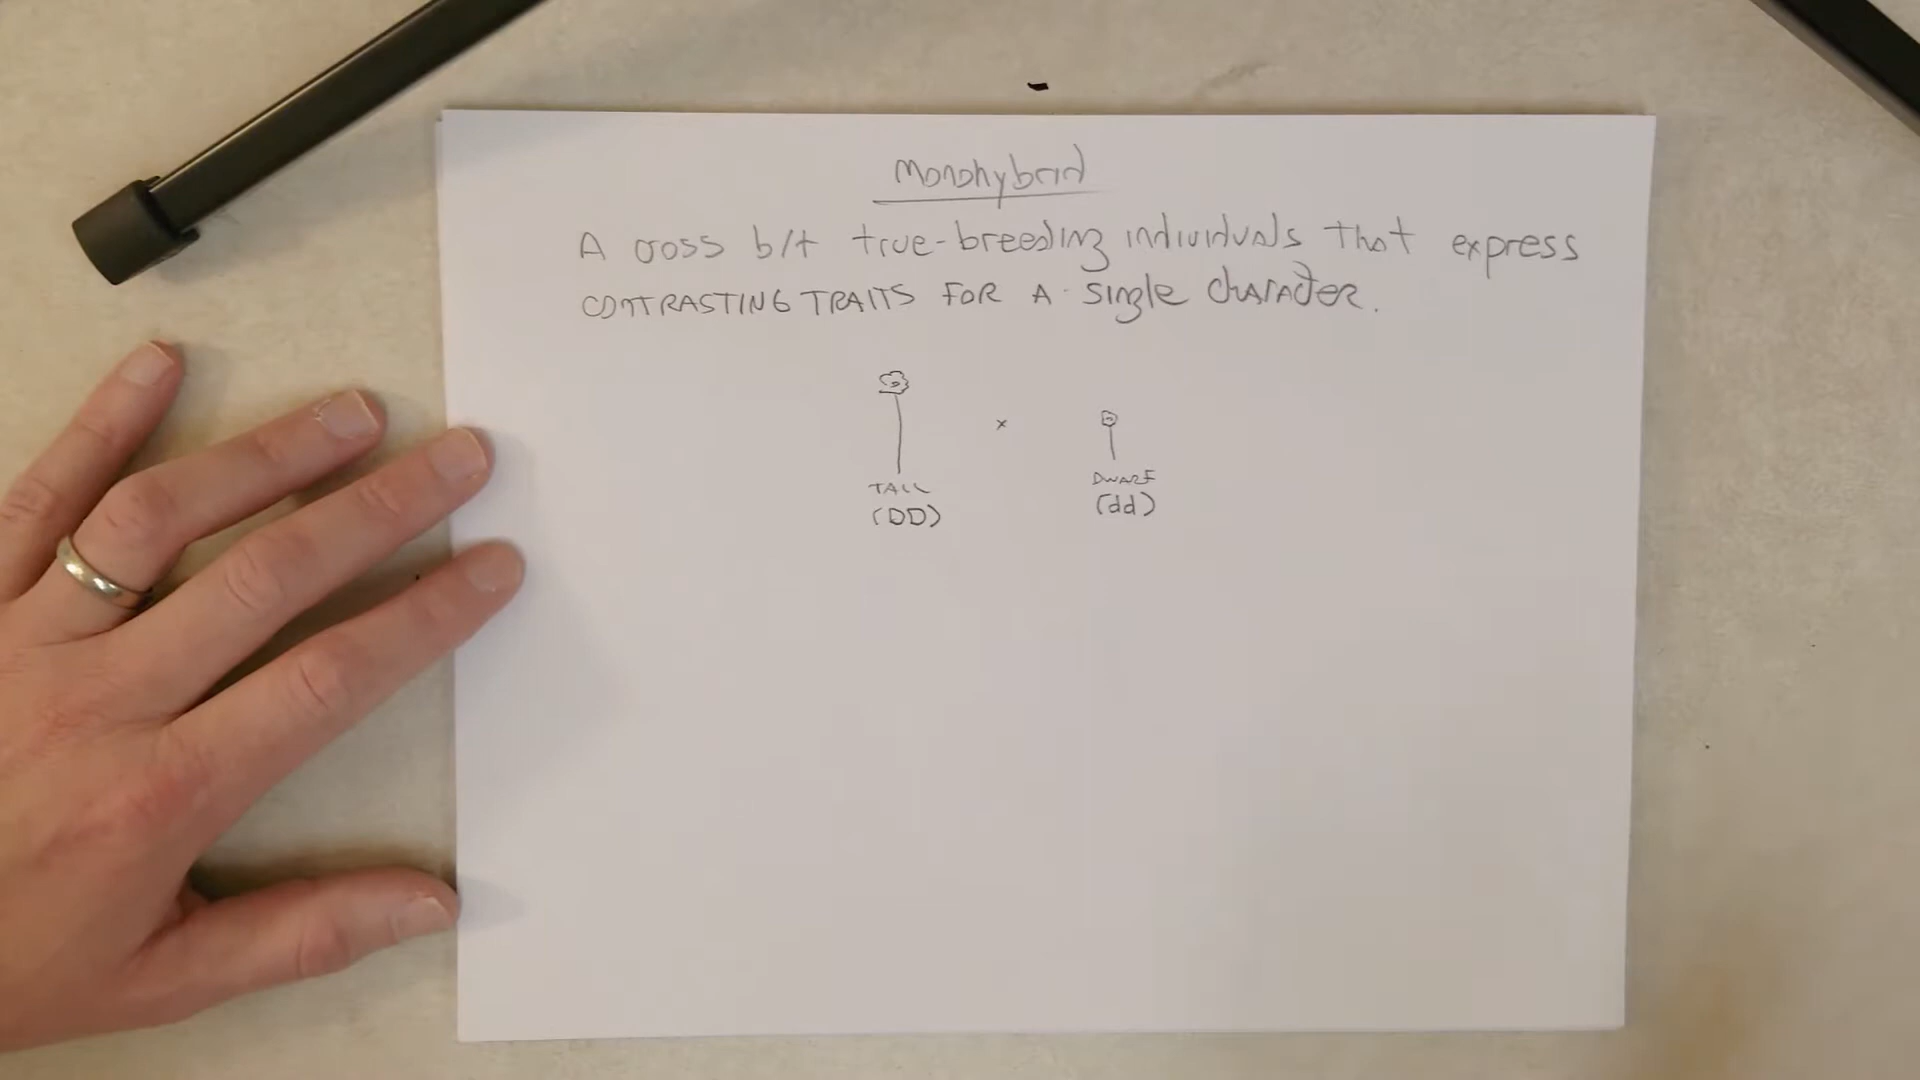 Monohybrid
A cross b/t true-breeding individuals that express
CONTRASTING TRAITS FOR A single character.
x
TALL DWARF
(DD) (dd)